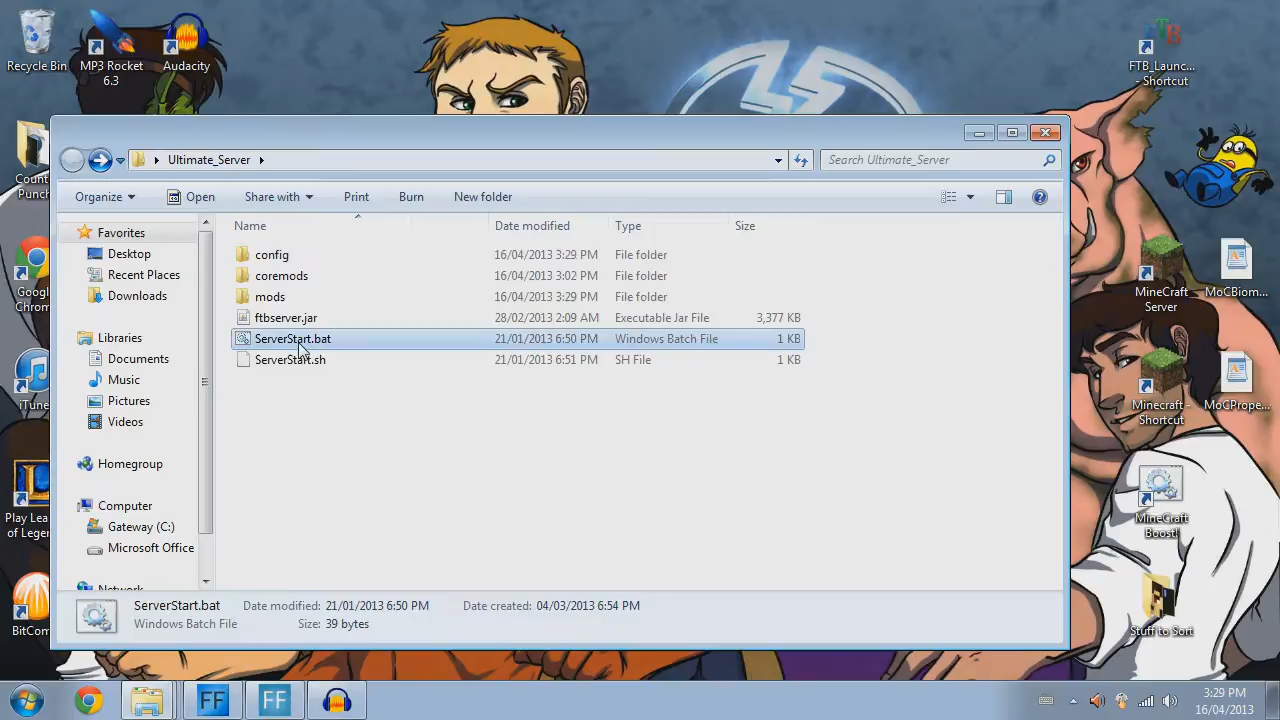 Recycle Bin
MP3 Rocket 6.3
Audacity
FTB_Launc... - Shortcut
Ultimate_Server
Search Ultimate_Server
Organize
Open
Share with
Print
Burn
New folder
Name
Date modified
Type
Size
Favorites
Desktop
Recent Places
Downloads
Libraries
Documents
Music
Pictures
Videos
Homegroup
Computer
Gateway (C:)
Microsoft Office
config 16/04/2013 3:29 PM File folder
coremods 16/04/2013 3:02 PM File folder
mods 16/04/2013 3:29 PM File folder
ftbserver.jar 28/02/2013 2:09 AM Executable Jar File 3,377 KB
ServerStart.bat 21/01/2013 6:50 PM Windows Batch File 1 KB
ServerStart.sh 21/01/2013 6:51 PM SH File 1 KB
ServerStart.bat Date modified: 21/01/2013 6:50 PM Date created: 04/03/2013 6:54 PM
Windows Batch File Size: 39 bytes
Count
Punch
Goog
Chrom
iTune
Play Lea
of Legen
BitCom
MineCraft
Server
MoCBiom...
Minecraft -
Shortcut
MoCPrope...
MineCraft
Boost!
Stuff to Sort
FF
FF
3:29 PM
16/04/2013